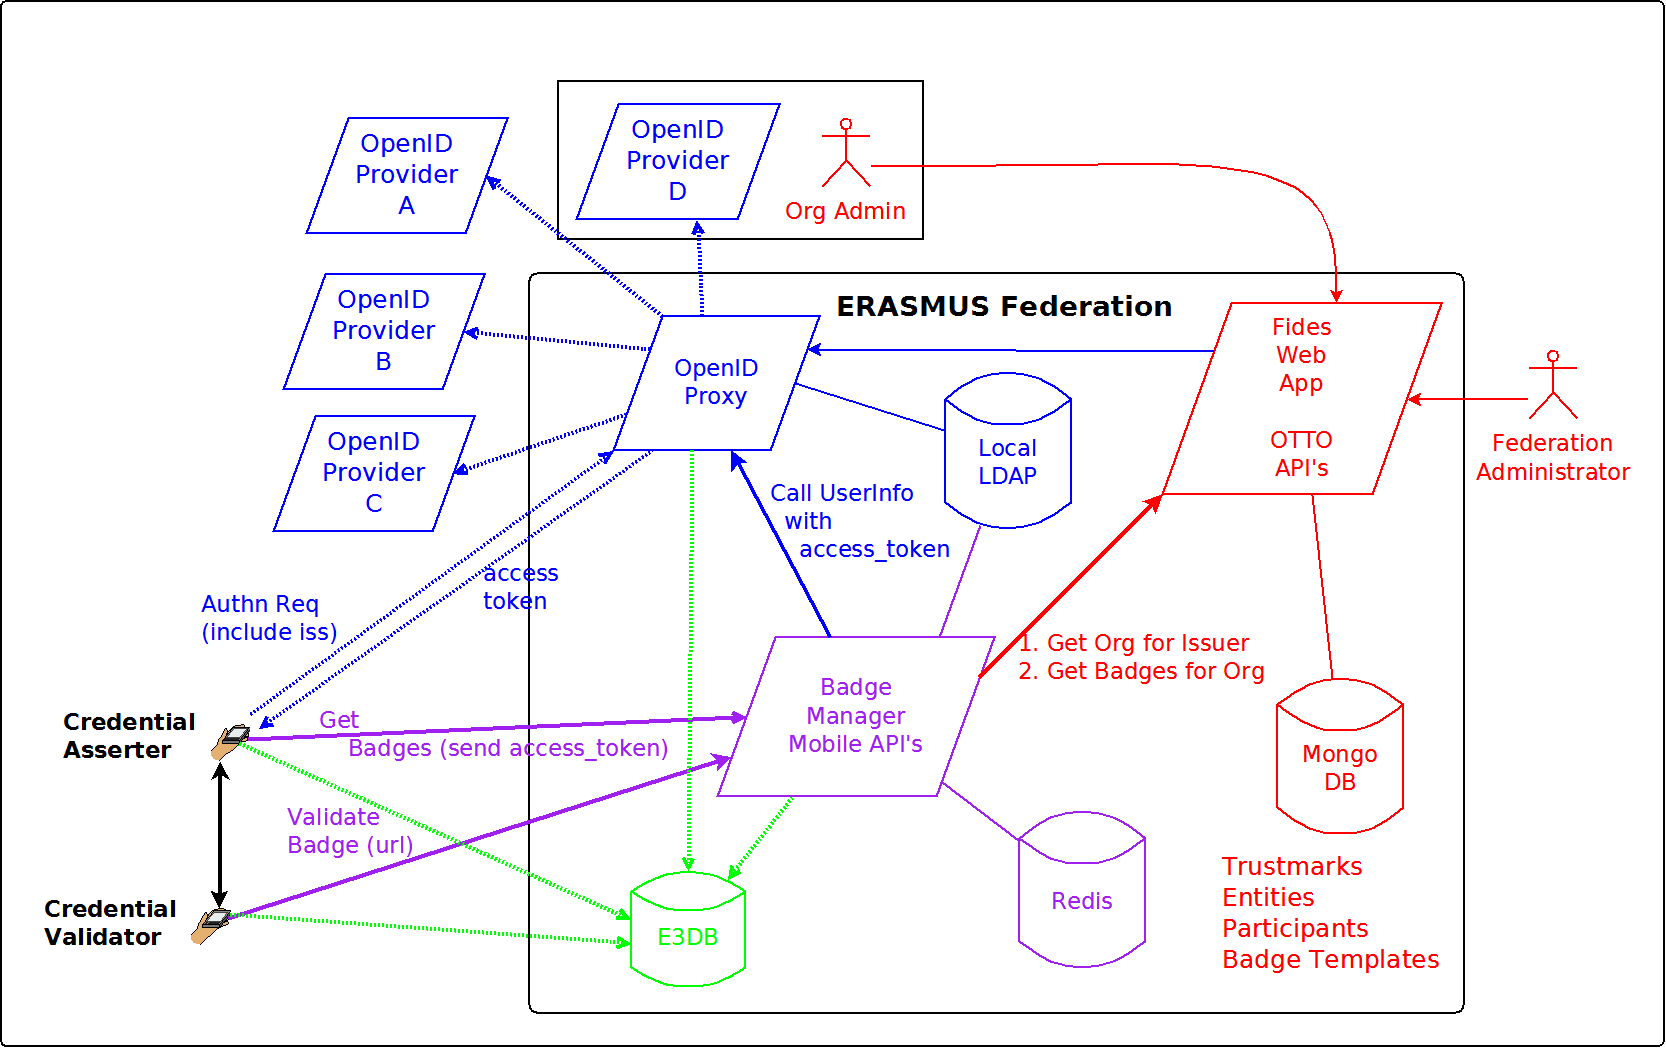 OpenID
Provider
A
OpenID
Provider
D
Org Admin
OpenID
Provider
B
OpenID
Provider
C
ERASMUS Federation
OpenID
Proxy
Fides
Web
App
OTTO
API's
Federation
Administrator
Local
LDAP
Call UserInfo
with
access_token
access
token
Authn Req
(include iss)
1. Get Org for Issuer
2. Get Badges for Org
Badge
Manager
Mobile API's
Credential
Asserter
Get
Badges (send access_token)
Mongo
DB
Validate
Badge (url)
Credential
Validator
E3DB
Redis
Trustmarks
Entities
Participants
Badge Templates